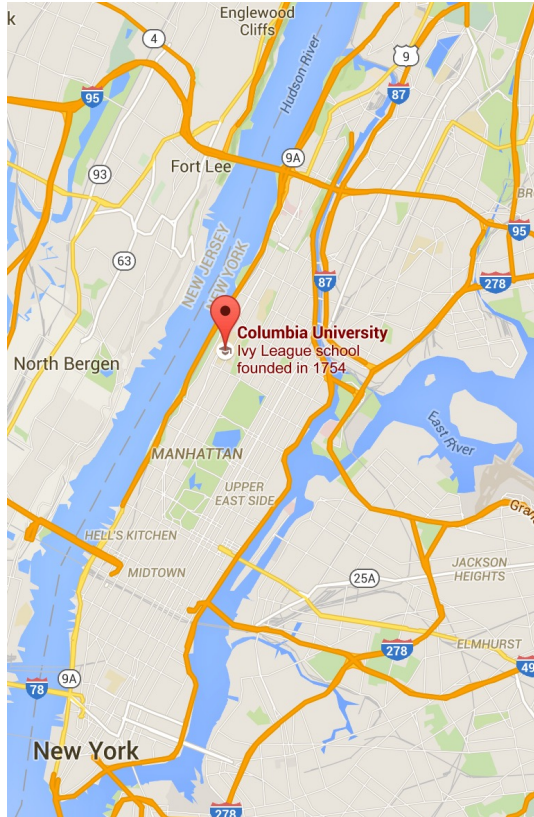 k
Englewood
Cliffs
4
Hudson River
9
95
87
9A
Fort Lee
93
NEW JERSEY
NEW YORK
BRO
95
63
87
278
Columbia University
Ivy League school
founded in 1754
North Bergen
East River
MANHATTAN
UPPER
EAST SIDE
Gran
HELL'S KITCHEN
MIDTOWN
JACKSON
HEIGHTS
25A
ELMHURST
278
49
9A
78
New York
278